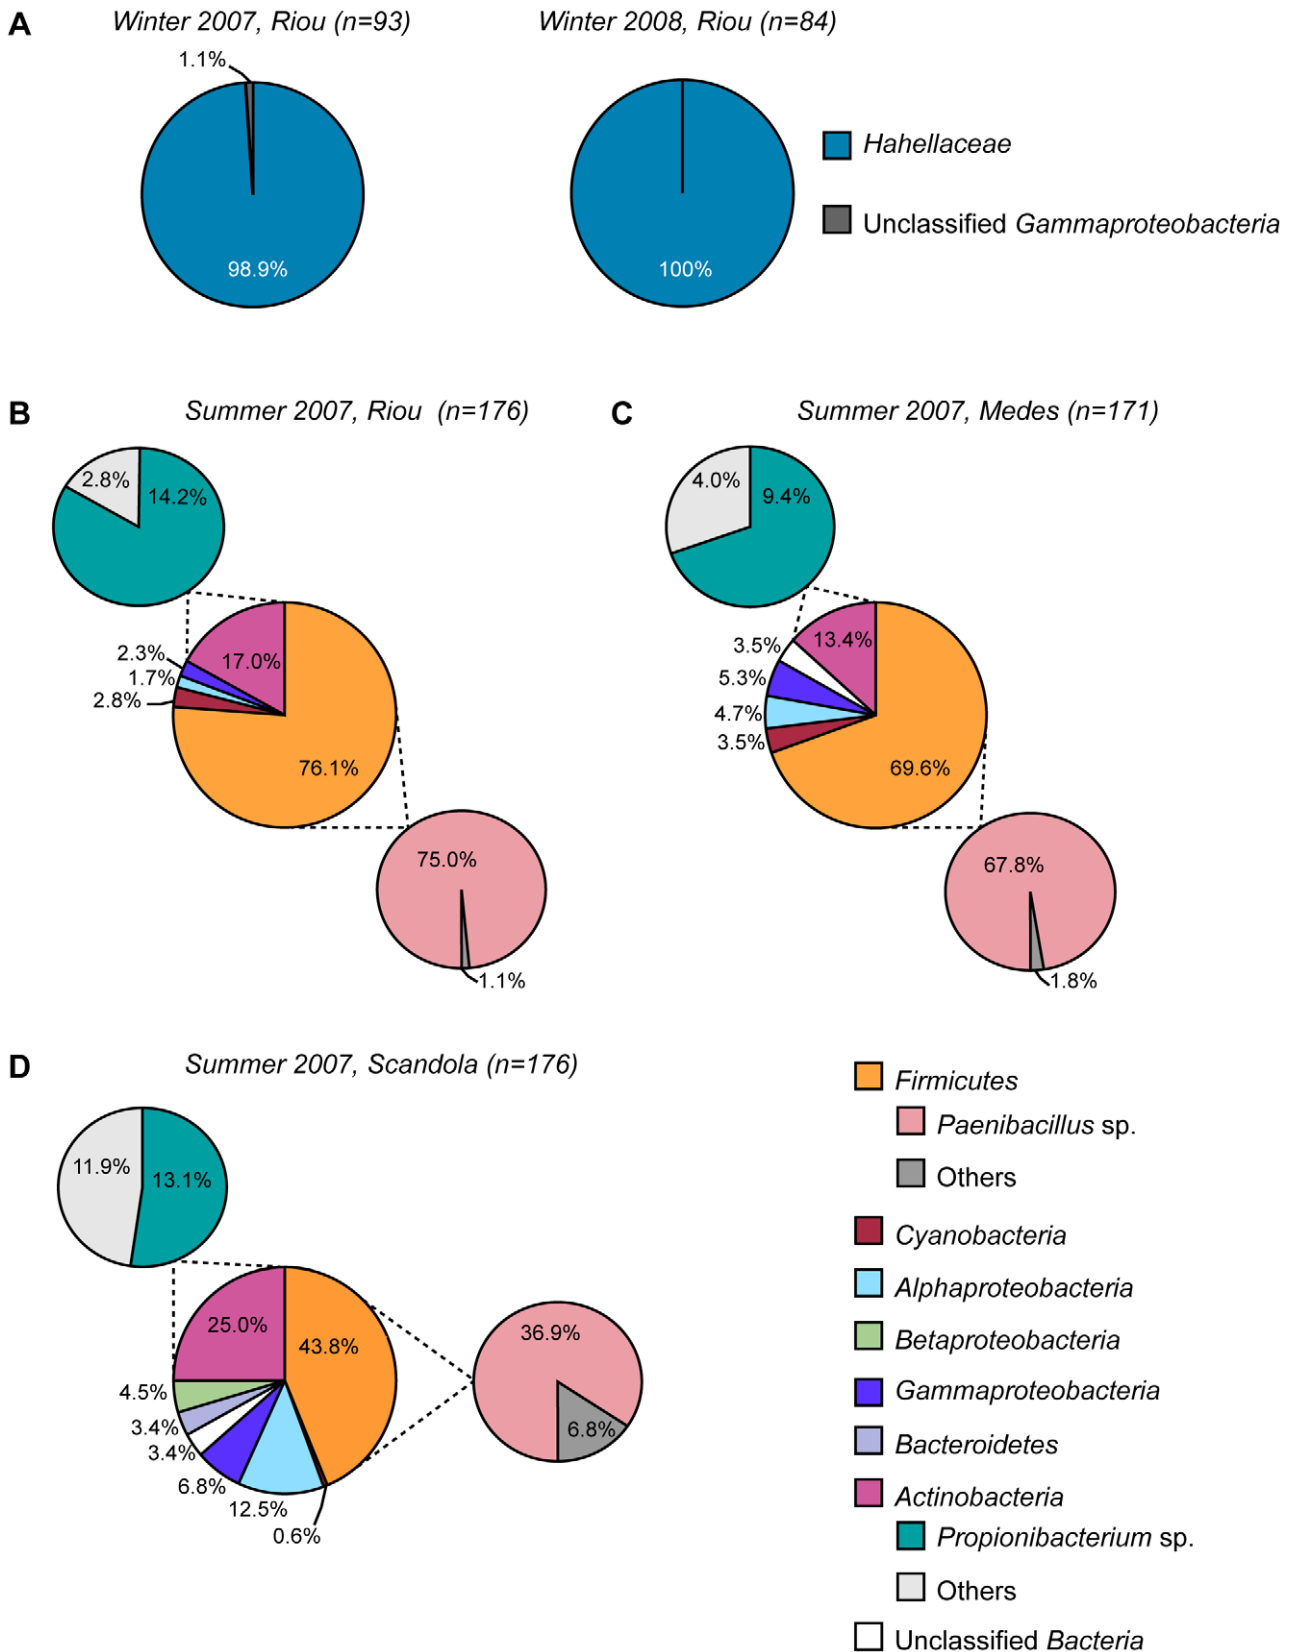 A
Winter 2007, Riou (n=93)
Winter 2008, Riou (n=84)
1.1%
98.9%
100%
Hahellaceae
Unclassified Gammaproteobacteria
B
Summer 2007, Riou (n=176)
2.8%
14.2%
17.0%
2.3%
1.7%
2.8%
76.1%
75.0%
1.1%
C
Summer 2007, Medes (n=171)
4.0%
9.4%
13.4%
3.5%
5.3%
4.7%
3.5%
69.6%
67.8%
1.8%
D
Summer 2007, Scandola (n=176)
11.9%
13.1%
25.0%
43.8%
4.5%
3.4%
3.4%
6.8%
12.5%
0.6%
36.9%
6.8%
Firmicutes
Paenibacillus sp.
Others
Cyanobacteria
Alphaproteobacteria
Betaproteobacteria
Gammaproteobacteria
Bacteroidetes
Actinobacteria
Propionibacterium sp.
Others
Unclassified Bacteria